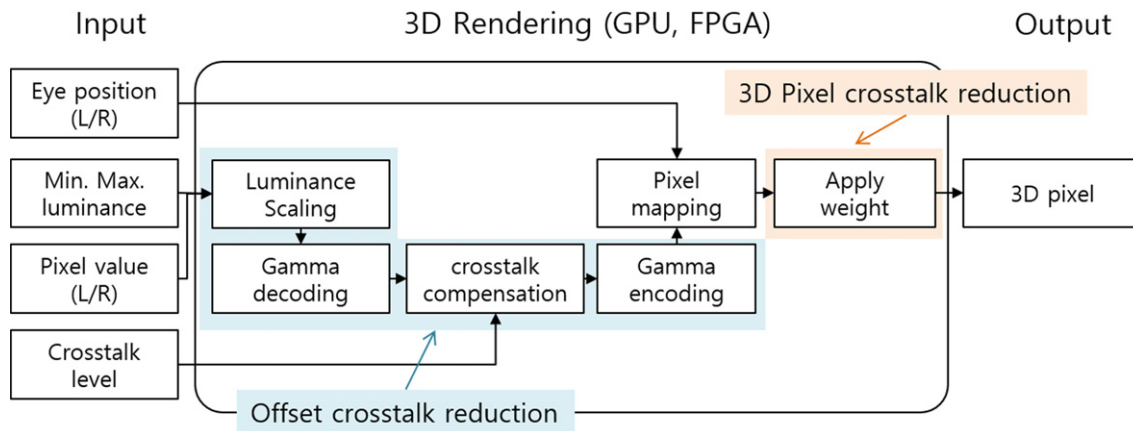 Input
3D Rendering (GPU, FPGA)
Output
Eye position
(L/R)
3D Pixel crosstalk reduction
Min. Max.
luminance
Luminance
Scaling
Pixel
mapping
Apply
weight
3D pixel
Pixel value
(L/R)
Gamma
decoding
crosstalk
compensation
Gamma
encoding
Crosstalk
level
Offset crosstalk reduction